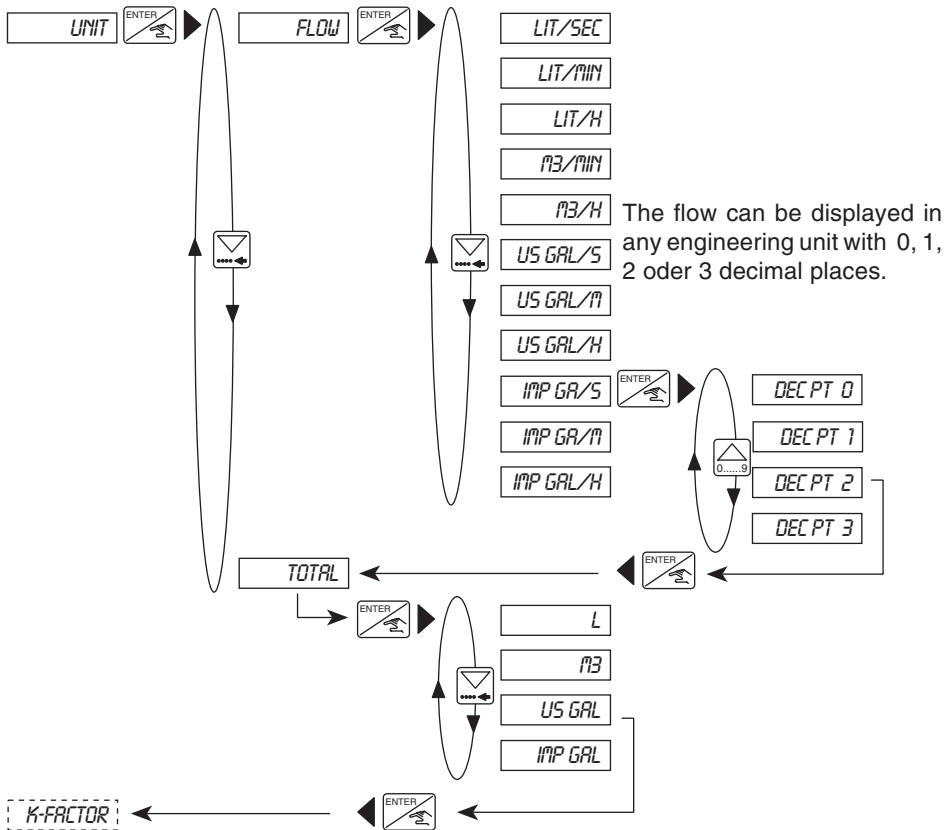 UNIT ENTER FLOW ENTER LIT/SEC
LIT/MIN
LIT/H
M3/MIN
M3/H
The flow can be displayed in
any engineering unit with 0, 1,
2 oder 3 decimal places.
US GAL/S
US GAL/M
US GAL/H
IMP GA/S ENTER DEC PT 0
IMP GA/M
IMP GAL/H
0......9
DEC PT 1
DEC PT 2
DEC PT 3
TOTAL ENTER
ENTER L
M3
US GAL
IMP GAL
K-FACTOR ENTER